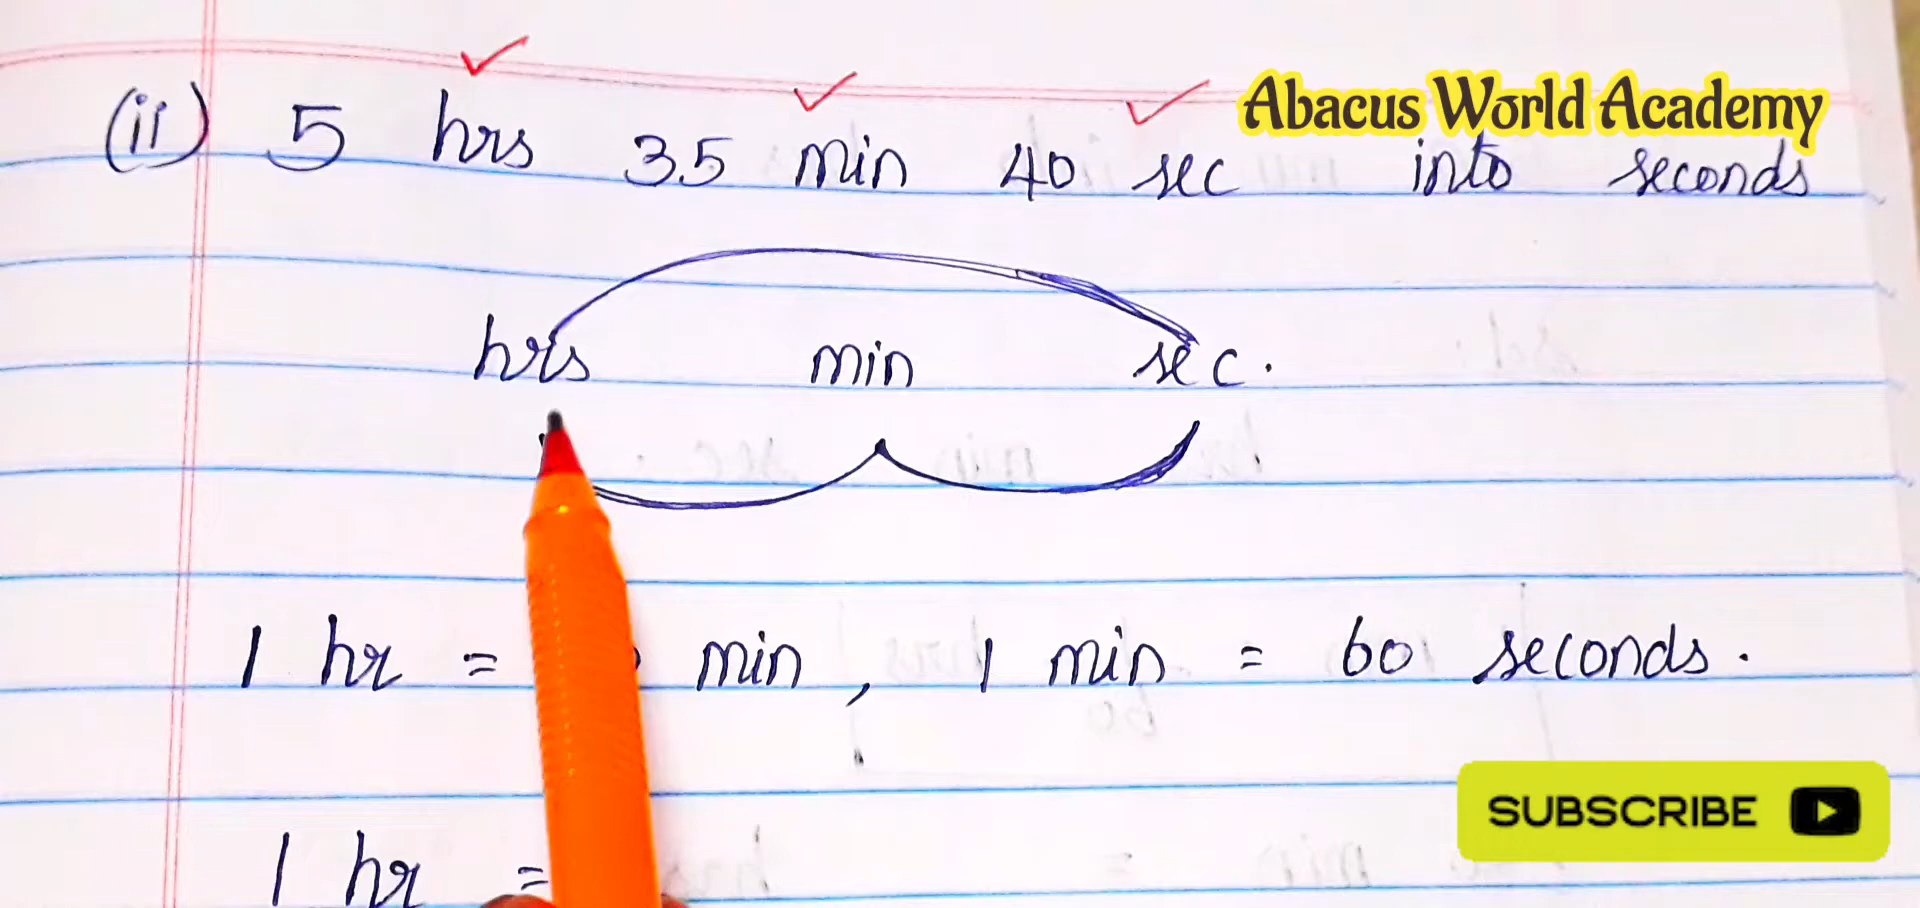 Abacus World Academy
(ii) 5 hrs 35 min 40 sec into seconds
hrs min sec.
1 hr = min, 1 min = 60 seconds.
SUBSCRIBE
1 hr =